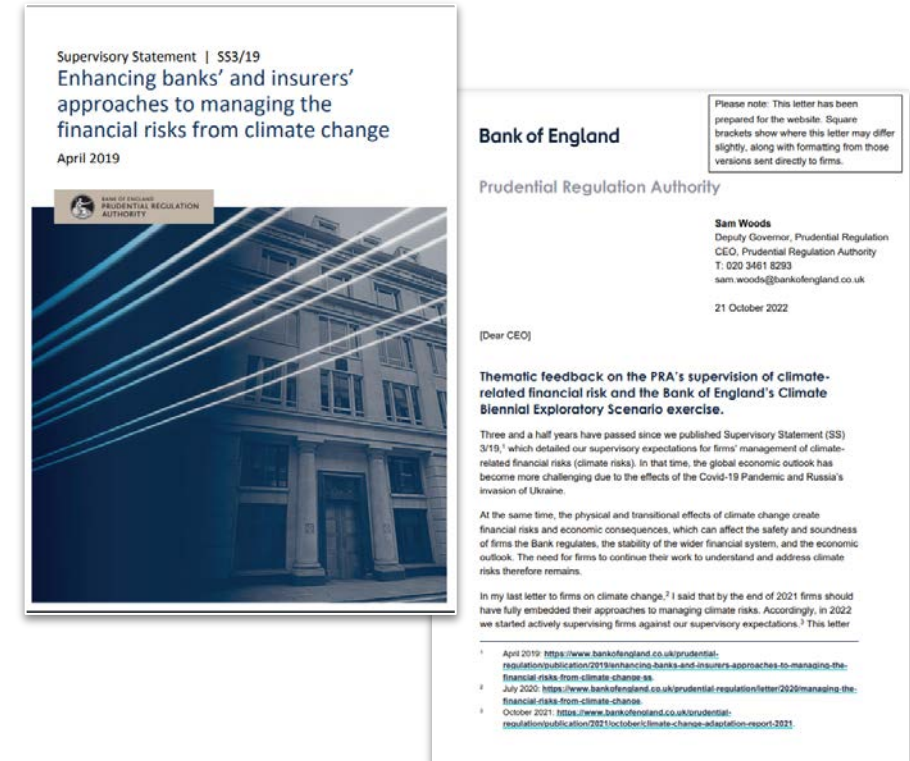 Supervisory Statement | SS3/19
Enhancing banks' and insurers'
approaches to managing the
financial risks from climate change
April 2019
BANK OF ENGLAND
PRUDENTIAL REGULATION
AUTHORITY
Please note: This letter has been
prepared for the website. Square
brackets show where this letter may differ
slightly, along with formatting from those
versions sent directly to firms.
Bank of England
Prudential Regulation Authority
Sam Woods
Deputy Governor, Prudential Regulation
CEO, Prudential Regulation Authority
T: 020 3461 8293
sam.woods@bankofengland.co.uk
21 October 2022
[Dear CEO]
Thematic feedback on the PRA's supervision of climate-
related financial risk and the Bank of England's Climate
Biennial Exploratory Scenario exercise.
Three and a half years have passed since we published Supervisory Statement (SS)
3/19,1 which detailed our supervisory expectations for firms' management of climate-
related financial risks (climate risks). In that time, the global economic outlook has
become more challenging due to the effects of the Covid-19 Pandemic and Russia's
invasion of Ukraine.
At the same time, the physical and transitional effects of climate change create
financial risks and economic consequences, which can affect the safety and soundness
of firms the Bank regulates, the stability of the wider financial system, and the economic
outlook. The need for firms to continue their work to understand and address climate
risks therefore remains.
In my last letter to firms on climate change,2 I said that by the end of 2021 firms should
have fully embedded their approaches to managing climate risks. Accordingly, in 2022
we started actively supervising firms against our supervisory expectations.3 This letter
1 April 2019: https://www.bankofengland.co.uk/prudential-
regulation/publication/2019/enhancing-banks-and-insurers-approaches-to-managing-the-
financial-risks-from-climate-change-ss.
2 July 2020: https://www.bankofengland.co.uk/prudential-regulation/letter/2020/managing-the-
financial-risks-from-climate-change.
3 October 2021: https://www.bankofengland.co.uk/prudential-
regulation/publication/2021/october/climate-change-adaptation-report-2021.